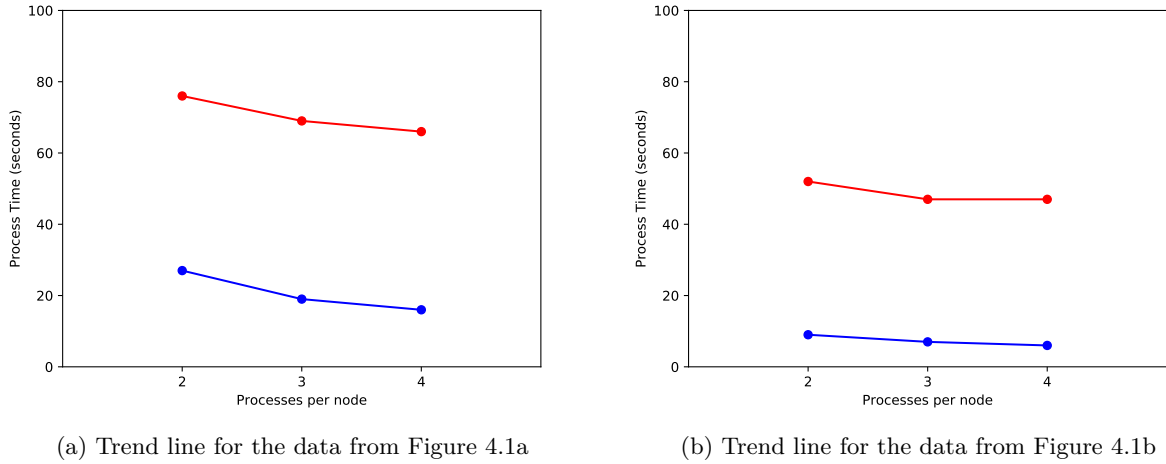 100
80
60
40
20
0
Process Time (seconds)
2 3 4
Processes per node
(a) Trend line for the data from Figure 4.1a
100
80
60
40
20
0
Process Time (seconds)
2 3 4
Processes per node
(b) Trend line for the data from Figure 4.1b